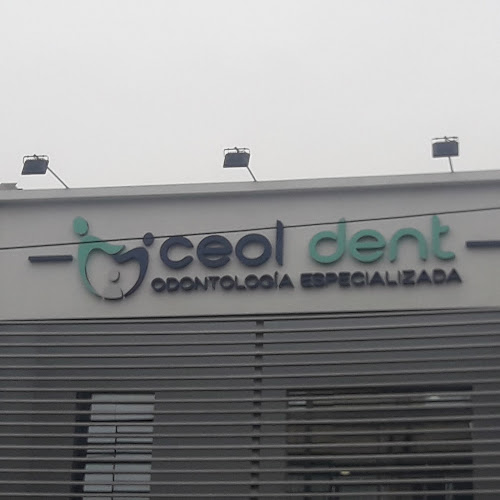 ceol dent
ODONTOLOGÍA ESPECIALIZADA